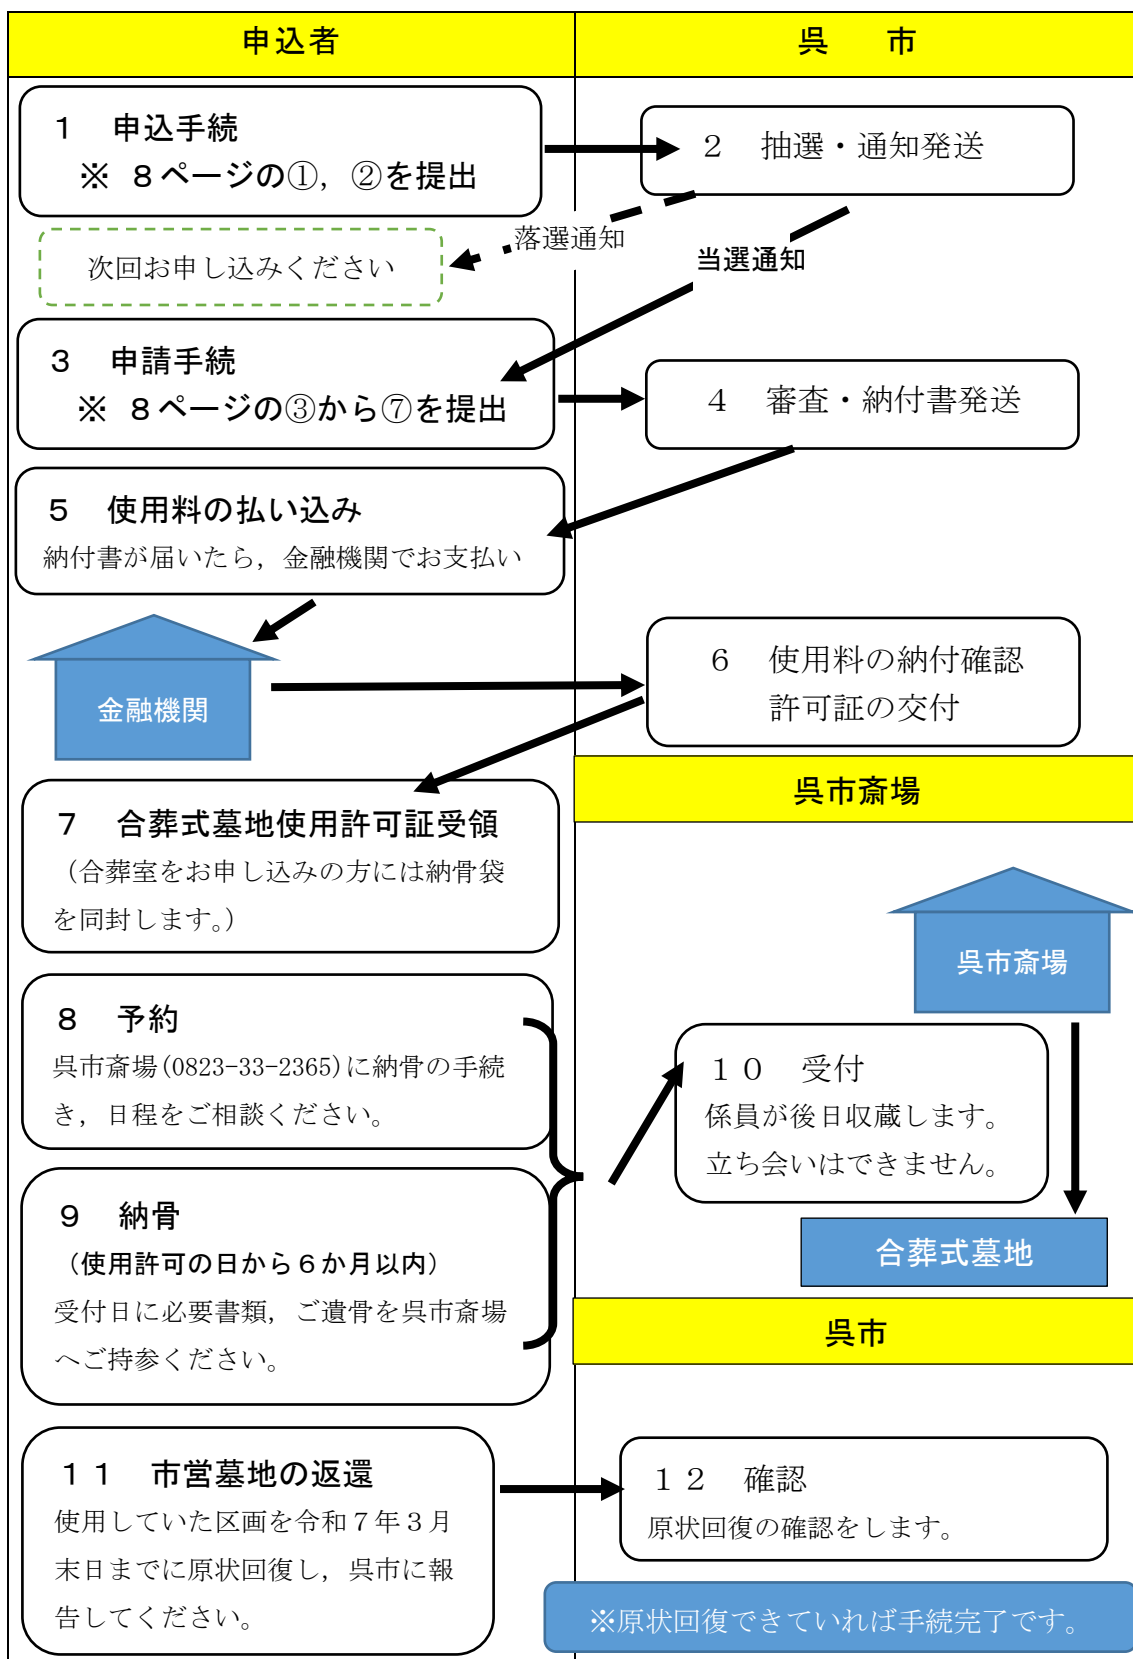 申込者
呉　市
１　申込手続
※ ８ページの①，②を提出
２　抽選・通知発送
落選通知
当選通知
次回お申し込みください
３　申請手続
※ ８ページの③から⑦を提出
４　審査・納付書発送
５　使用料の払い込み
納付書が届いたら，金融機関でお支払い
金融機関
６　使用料の納付確認
許可証の交付
呉市斎場
７　合葬式墓地使用許可証受領
（合葬室をお申し込みの方には納骨袋
を同封します。）
呉市斎場
８　予約
呉市斎場(0823-33-2365)に納骨の手続
き，日程をご相談ください。
１０　受付
係員が後日収蔵します。
立ち会いはできません。
９　納骨
（使用許可の日から６か月以内）
受付日に必要書類，ご遺骨を呉市斎場
へご持参ください。
合葬式墓地
呉市
１１　市営墓地の返還
使用していた区画を令和７年３月
末日までに原状回復し，呉市に報
告してください。
１２　確認
原状回復の確認をします。
※原状回復できていれば手続完了です。